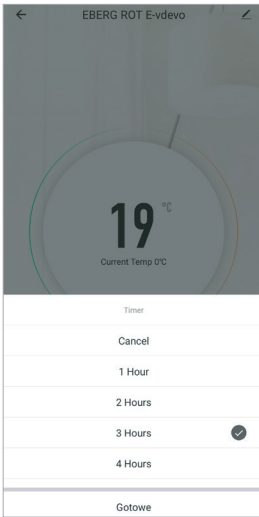 EBERG ROT E-vdevo
19 °C
Current Temp 0°C
Timer
Cancel
1 Hour
2 Hours
3 Hours
4 Hours
Gotowe